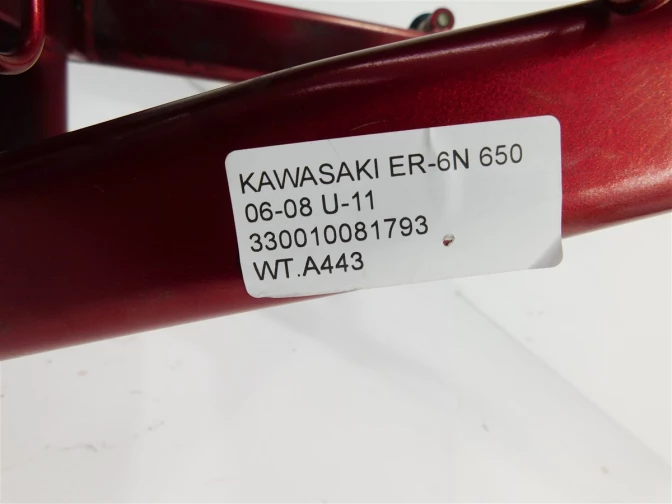 KAWASAKI ER-6N 650
06-08 U-11
330010081793
WT.A443